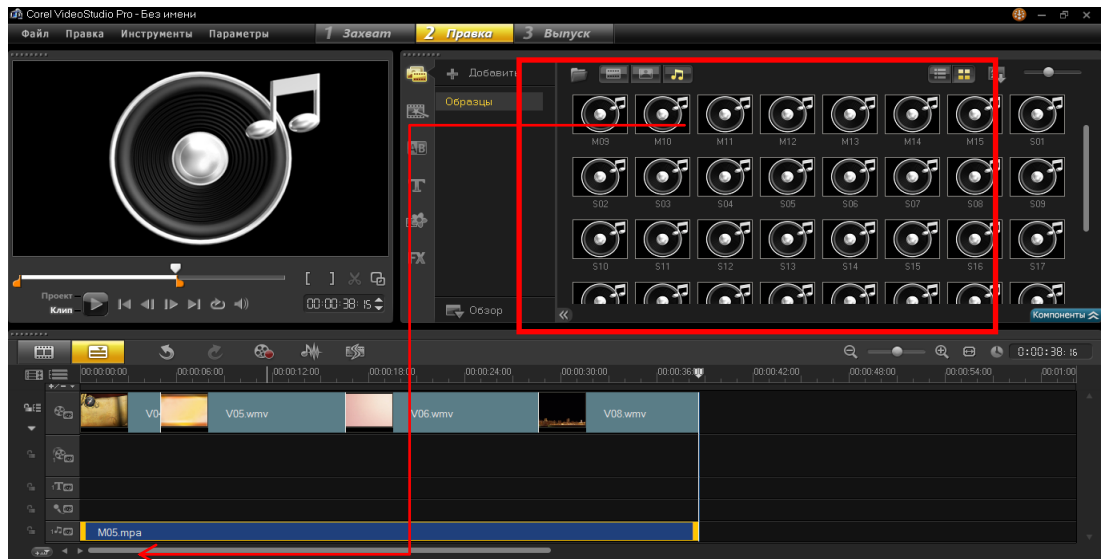 Corel VideoStudio Pro - Без имени
Файл Правка Инструменты Параметры 1 Захват 2 Правка 3 Выпуск
Добавить
Образцы
M09 M10 M11 M12 M13 M14 M15 S01
AB
T
S02 S03 S04 S05 S06 S07 S08 S09
FX
S10 S11 S12 S13 S14 S15 S16 S17
Проект
Клип
00:00:38:15
Обзор
Компоненты
0:00:38:16
00:00:00:00 00:00:06:00 00:00:12:00 00:00:18:00 00:00:24:00 00:00:30:00 00:00:36:00 00:00:42:00 00:00:48:00 00:00:54:00 00:01:00
V05.wmv V06.wmv V08.wmv
1T
M05.mpa